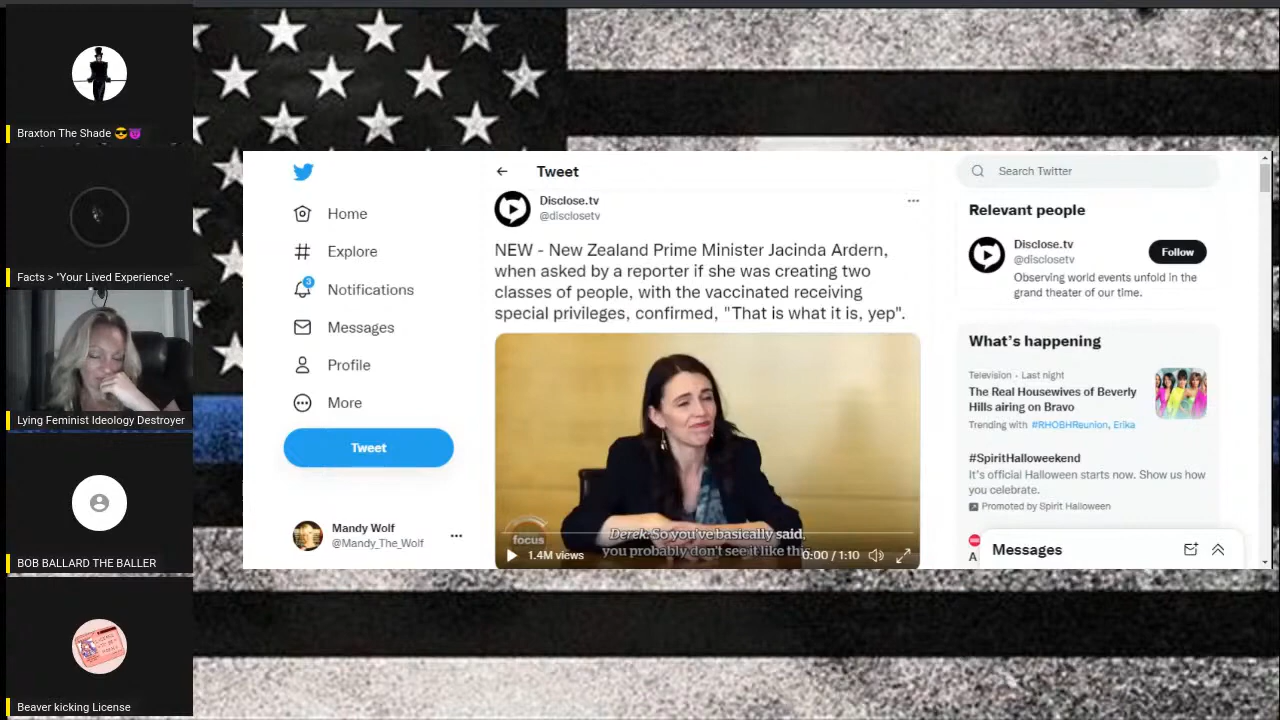 Braxton The Shade 😎😈
Facts > "Your Lived Experience" ...
Lying Feminist Ideology Destroyer
BOB BALLARD THE BALLER
Beaver kicking License
Home
Explore
3
Notifications
Messages
Profile
More
Tweet
Mandy Wolf
@Mandy_The_Wolf
Tweet
Disclose.tv
@disclosetv
NEW - New Zealand Prime Minister Jacinda Ardern,
when asked by a reporter if she was creating two
classes of people, with the vaccinated receiving
special privileges, confirmed, "That is what it is, yep".
focus
Derek: So you've basically said,
you probably don't see it like thi
1.4M views
0:00 / 1:10
Search Twitter
Relevant people
Disclose.tv
@disclosetv
Follow
Observing world events unfold in the
grand theater of our time.
What's happening
Television · Last night
The Real Housewives of Beverly
Hills airing on Bravo
Trending with #RHOBHReunion, Erika
#SpiritHalloweekend
It's official Halloween starts now. Show us how
you celebrate.
Promoted by Spirit Halloween
A
Messages